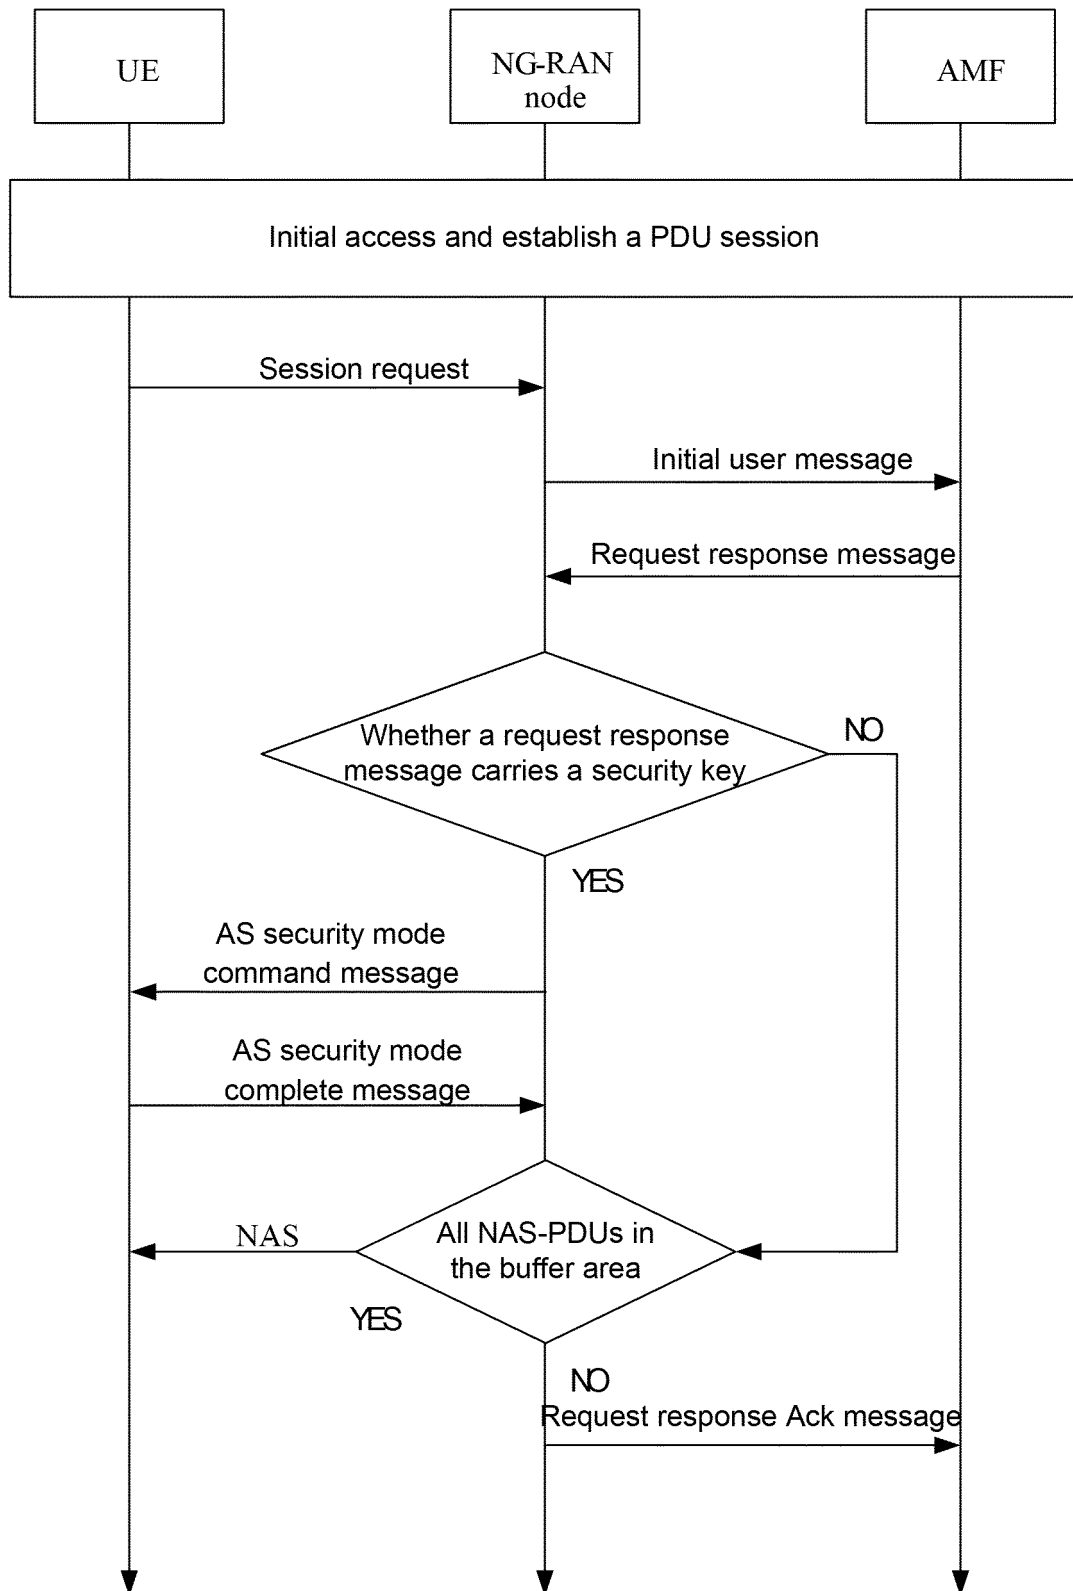 UE
NG-RAN
node
AMF
Initial access and establish a PDU session
Session request
Initial user message
Request response message
Whether a request response
message carries a security key
NO
YES
AS security mode
command message
AS security mode
complete message
NAS
All NAS-PDUs in
the buffer area
YES
NO
Request response Ack message